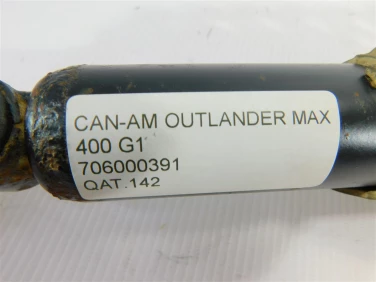 CAN-AM OUTLANDER MAX
400 G1
706000391
QAT.142